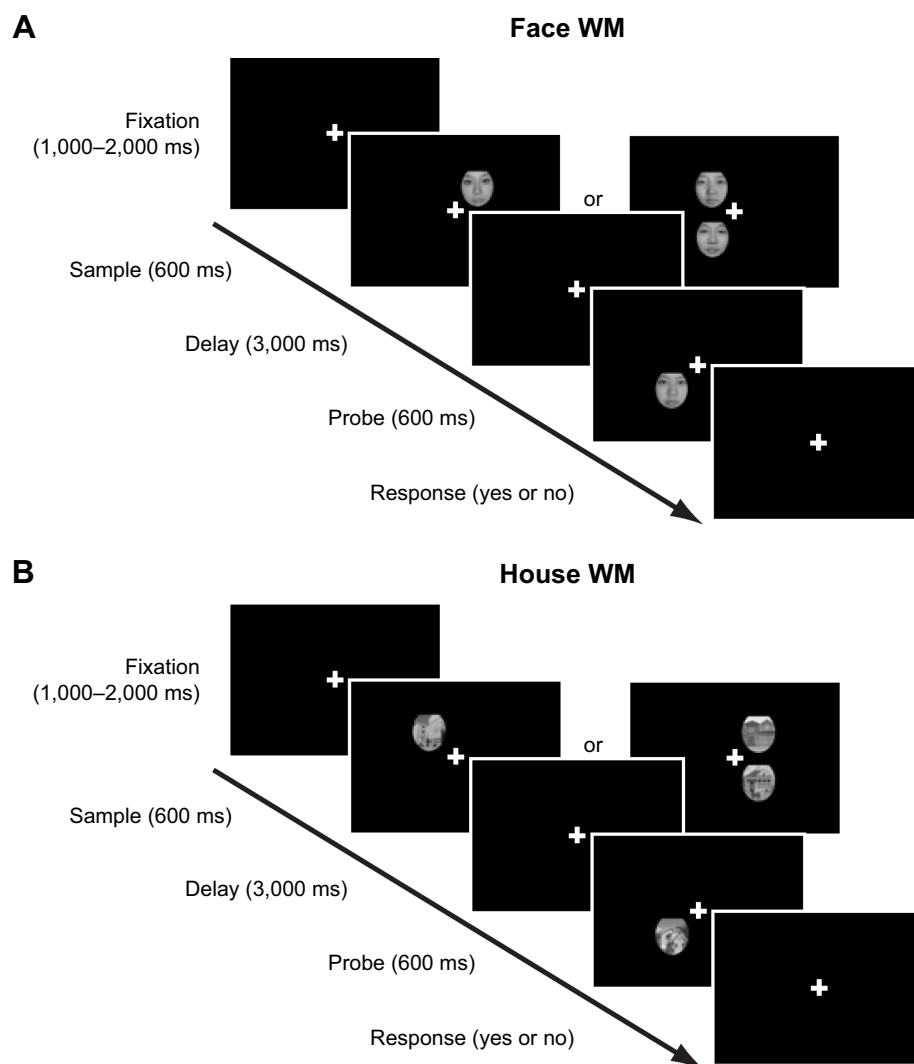 A
Face WM
Fixation
(1,000–2,000 ms)
or
Sample (600 ms)
Delay (3,000 ms)
Probe (600 ms)
Response (yes or no)
B
House WM
Fixation
(1,000–2,000 ms)
or
Sample (600 ms)
Delay (3,000 ms)
Probe (600 ms)
Response (yes or no)